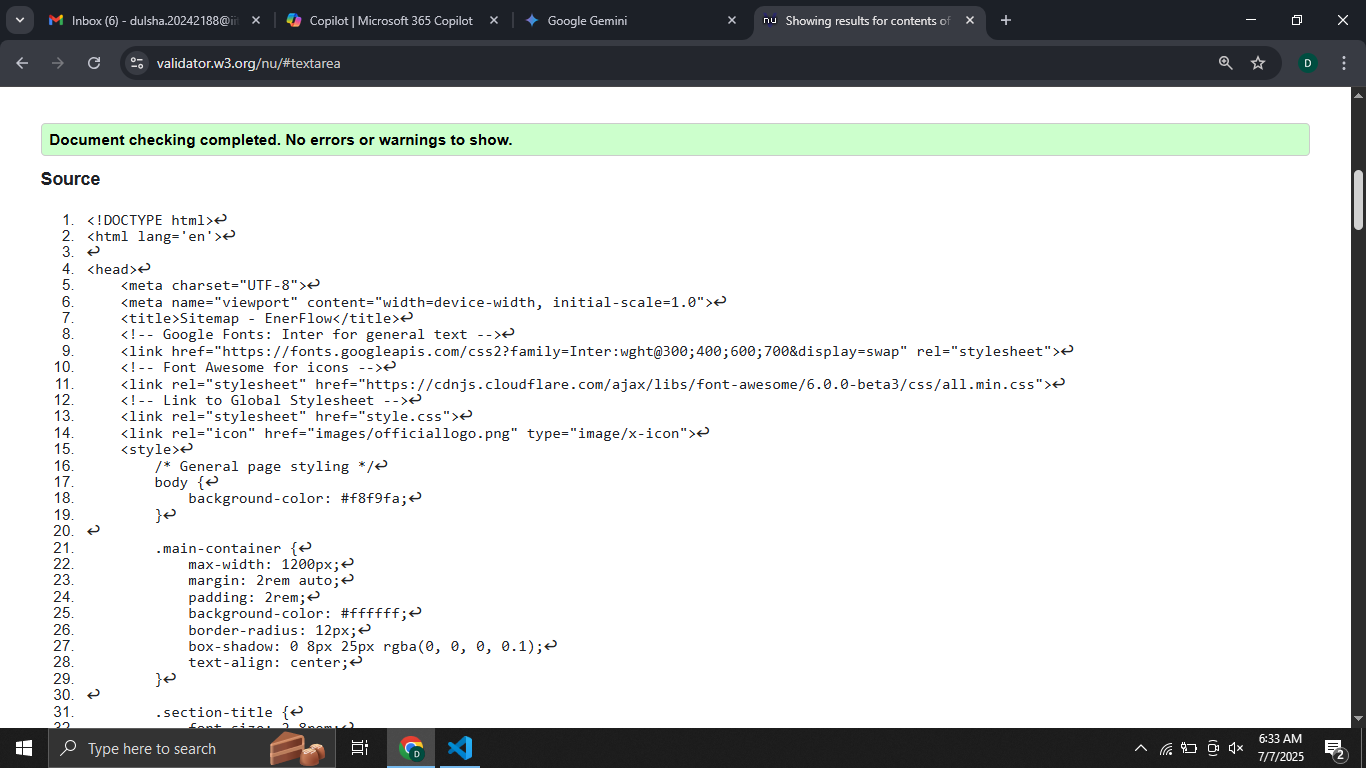 Inbox (6) - dulsha.20242188@ii
Copilot | Microsoft 365 Copilot
Google Gemini
nu Showing results for contents of
validator.w3.org/nu/#textarea
D
Document checking completed. No errors or warnings to show.
Source
1. <!DOCTYPE html>↩
2. <html lang='en'>↩
3. ↩
4. <head>↩
5. <meta charset="UTF-8">↩
6. <meta name="viewport" content="width=device-width, initial-scale=1.0">↩
7. <title>Sitemap - EnerFlow</title>↩
8. <!-- Google Fonts: Inter for general text -->↩
9. <link href="https://fonts.googleapis.com/css2?family=Inter:wght@300;400;600;700&display=swap" rel="stylesheet">↩
10. <!-- Font Awesome for icons -->↩
11. <link rel="stylesheet" href="https://cdnjs.cloudflare.com/ajax/libs/font-awesome/6.0.0-beta3/css/all.min.css">↩
12. <!-- Link to Global Stylesheet -->↩
13. <link rel="stylesheet" href="style.css">↩
14. <link rel="icon" href="images/officiallogo.png" type="image/x-icon">↩
15. <style>↩
16. /* General page styling */↩
17. body {↩
18. background-color: #f8f9fa;↩
19. }↩
20. ↩
21. .main-container {↩
22. max-width: 1200px;↩
23. margin: 2rem auto;↩
24. padding: 2rem;↩
25. background-color: #ffffff;↩
26. border-radius: 12px;↩
27. box-shadow: 0 8px 25px rgba(0, 0, 0, 0.1);↩
28. text-align: center;↩
29. }↩
30. ↩
31. .section-title {↩
32. font-size: 2.8rem;↩
Type here to search
D
6:33 AM
7/7/2025
2